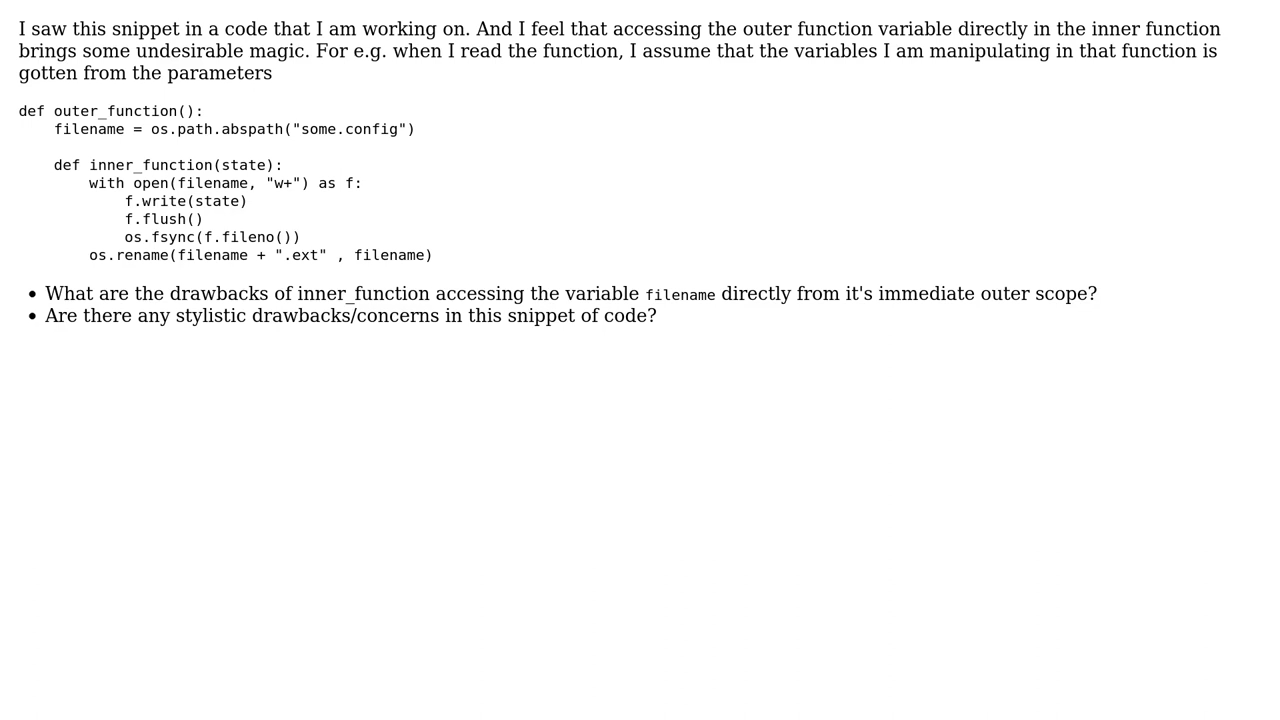 I saw this snippet in a code that I am working on. And I feel that accessing the outer function variable directly in the inner function
brings some undesirable magic. For e.g. when I read the function, I assume that the variables I am manipulating in that function is
gotten from the parameters
def outer_function():
    filename = os.path.abspath("some.config")
    def inner_function(state):
        with open(filename, "w+") as f:
            f.write(state)
            f.flush()
            os.fsync(f.fileno())
        os.rename(filename + ".ext" , filename)
• What are the drawbacks of inner_function accessing the variable filename directly from it's immediate outer scope?
• Are there any stylistic drawbacks/concerns in this snippet of code?